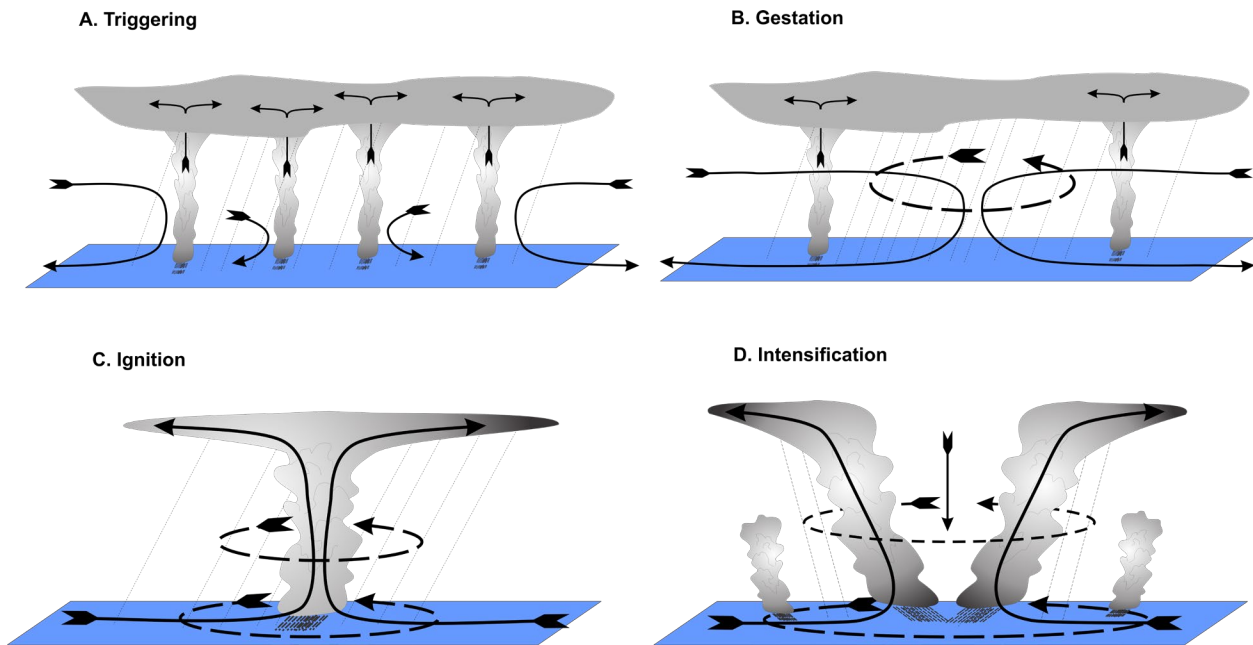 A. Triggering
B. Gestation
C. Ignition
D. Intensification